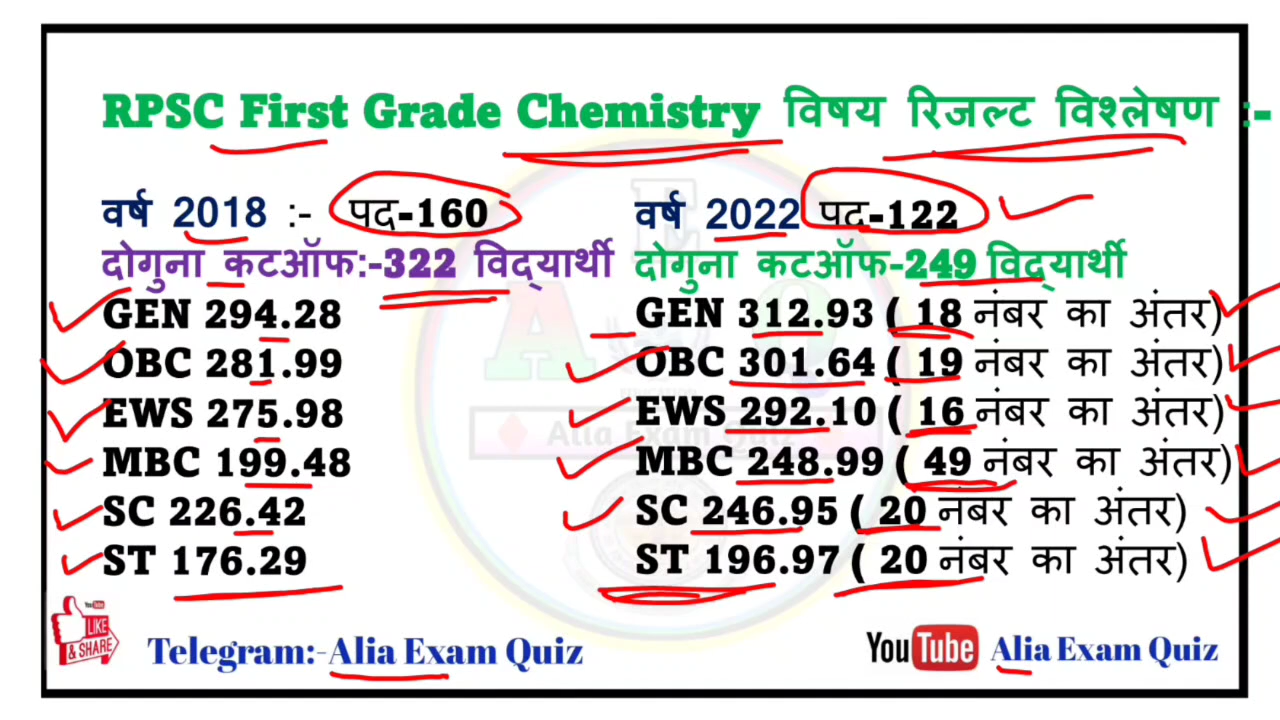 RPSC First Grade Chemistry विषय रिजल्ट विश्लेषण :-
वर्ष 2018 :- पद-160
दोगुना कटऑफ:-322 विद्यार्थी
GEN 294.28
OBC 281.99
EWS 275.98
MBC 199.48
SC 226.42
ST 176.29
वर्ष 2022 पद-122
दोगुना कटऑफ-249 विद्यार्थी
GEN 312.93 ( 18 नंबर का अंतर)
OBC 301.64 ( 19 नंबर का अंतर)
EWS 292.10 ( 16 नंबर का अंतर)
MBC 248.99 ( 49 नंबर का अंतर)
SC 246.95 ( 20 नंबर का अंतर)
ST 196.97 ( 20 नंबर का अंतर)
E
A Q
Alia Exam Quiz
LIKE
& SHARE
Telegram:-Alia Exam Quiz
YouTube Alia Exam Quiz